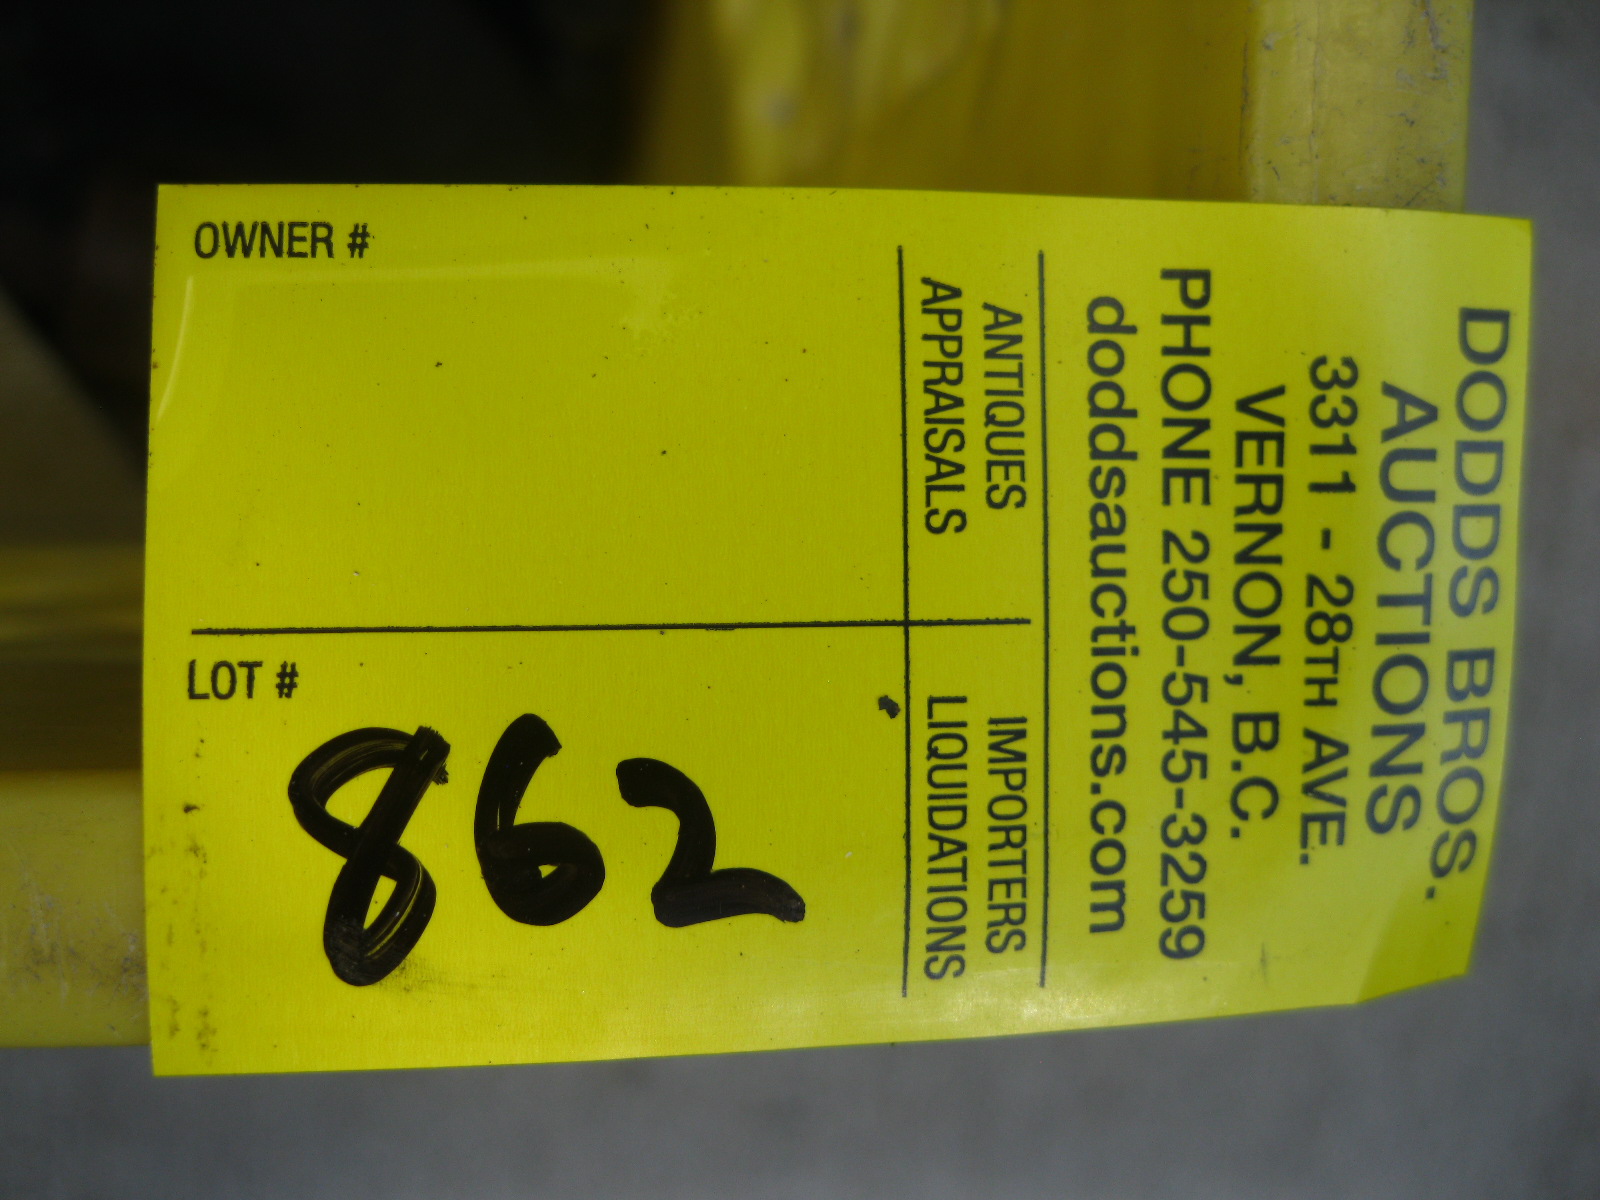 DODDS BROS.
AUCTIONS
3311 - 28TH AVE.
VERNON, B.C.
PHONE 250-545-3259
doddsauctions.com
ANTIQUES
APPRAISALS
IMPORTERS
LIQUIDATIONS
OWNER #
LOT #
862